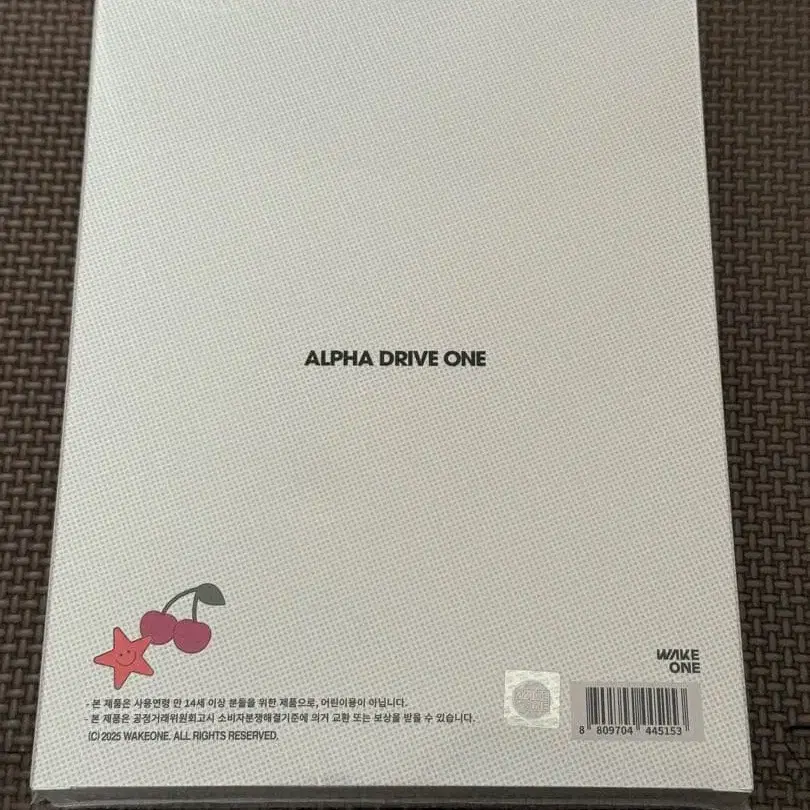 ALPHA DRIVE ONE
WAKE
ONE
- 본 제품은 사용연령 만 14세 이상 분들을 위한 제품으로, 어린이용이 아닙니다.
- 본 제품은 공정거래위원회고시 소비자분쟁해결기준에 의거 교환 또는 보상을 받을 수 있습니다.
(C) 2025 WAKEONE. ALL RIGHTS RESERVED.
8 809704 445153